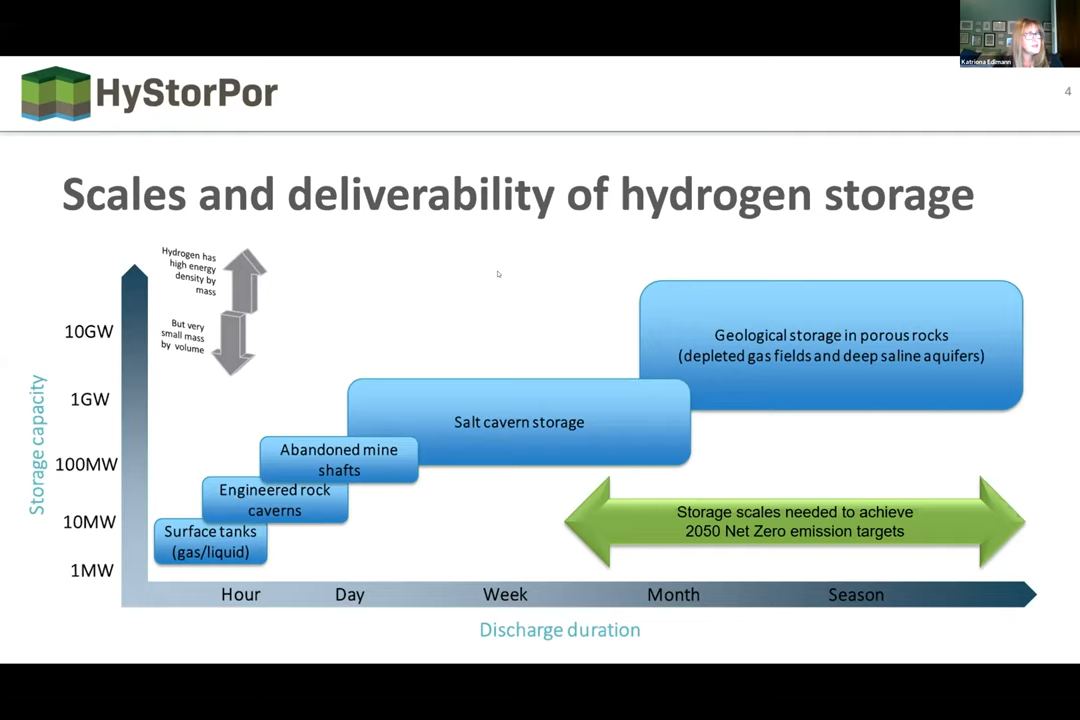 Katriona Edlmann
HyStorPor
4
Scales and deliverability of hydrogen storage
Hydrogen has
high energy
density by
mass
But very
small mass
by volume
Storage capacity
10GW
1GW
100MW
10MW
1MW
Geological storage in porous rocks
(depleted gas fields and deep saline aquifers)
Salt cavern storage
Abandoned mine
shafts
Engineered rock
caverns
Surface tanks
(gas/liquid)
Storage scales needed to achieve
2050 Net Zero emission targets
Hour Day Week Month Season
Discharge duration